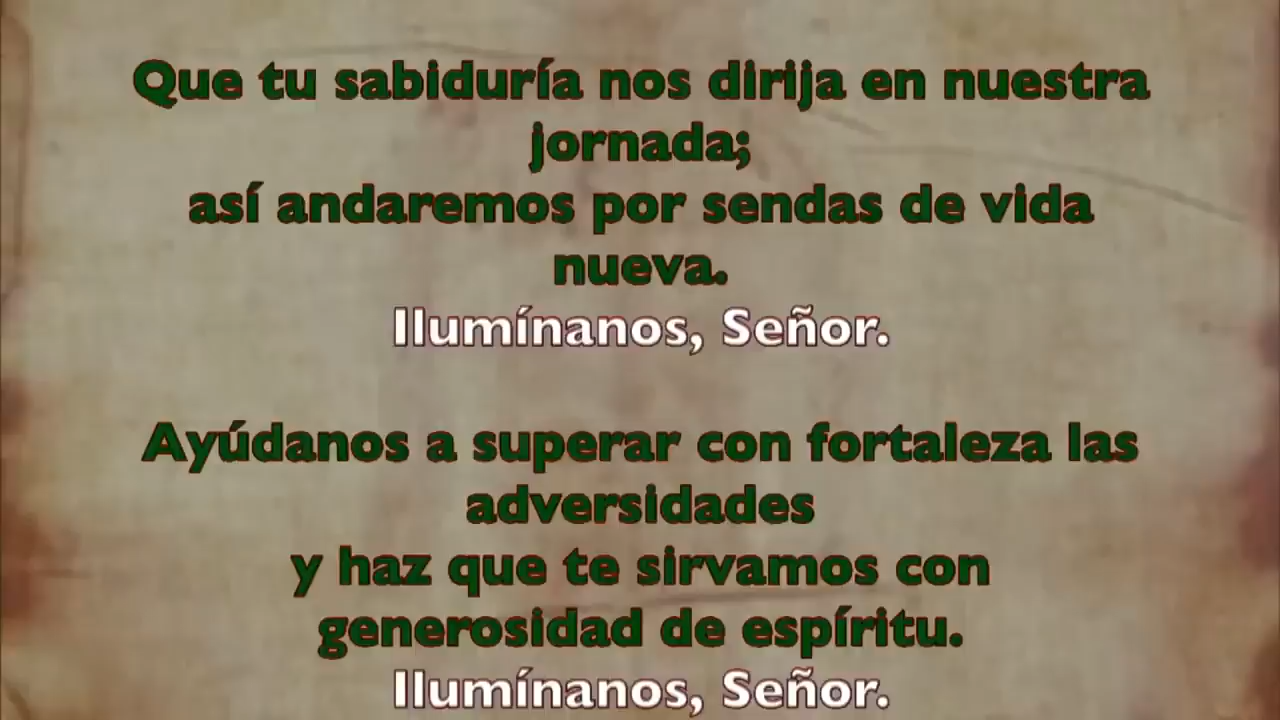 Que tu sabiduría nos dirija en nuestra
jornada;
así andaremos por sendas de vida
nueva.
Ilumínanos, Señor.
Ayúdanos a superar con fortaleza las
adversidades
y haz que te sirvamos con
generosidad de espíritu.
Ilumínanos, Señor.